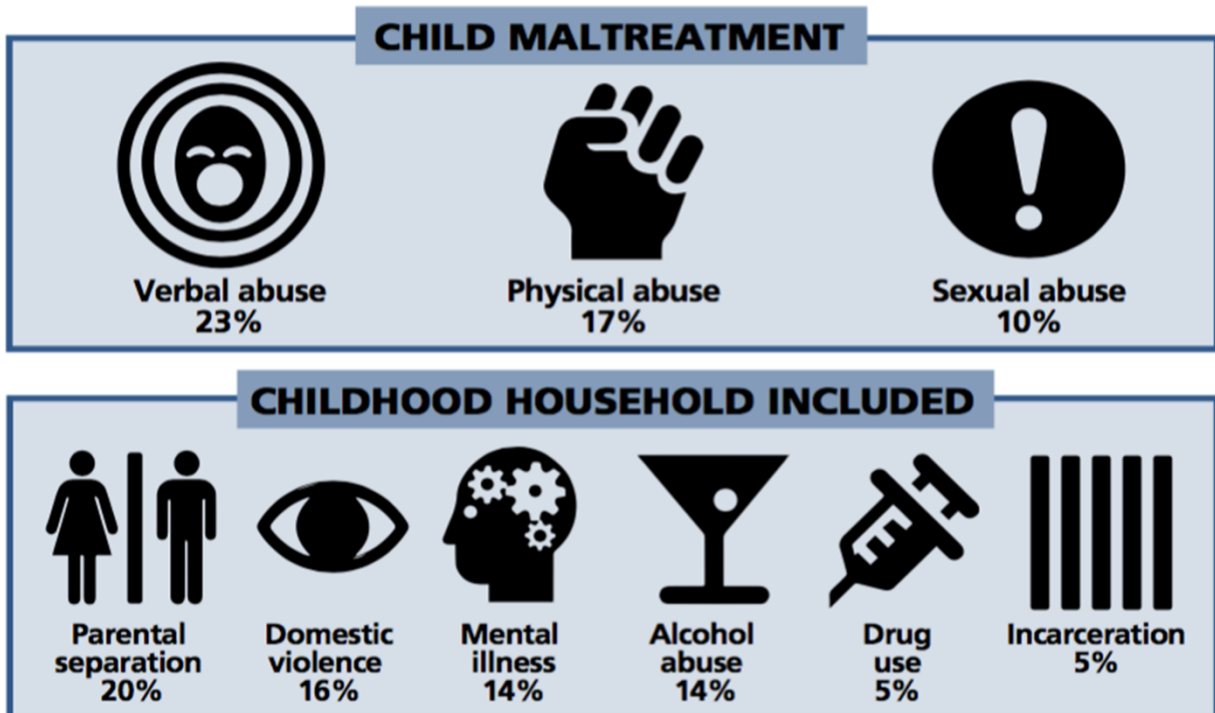 CHILD MALTREATMENT
Verbal abuse
23%
Physical abuse
17%
Sexual abuse
10%
CHILDHOOD HOUSEHOLD INCLUDED
Parental
separation
20%
Domestic
violence
16%
Mental
illness
14%
Alcohol
abuse
14%
Drug
use
5%
Incarceration
5%